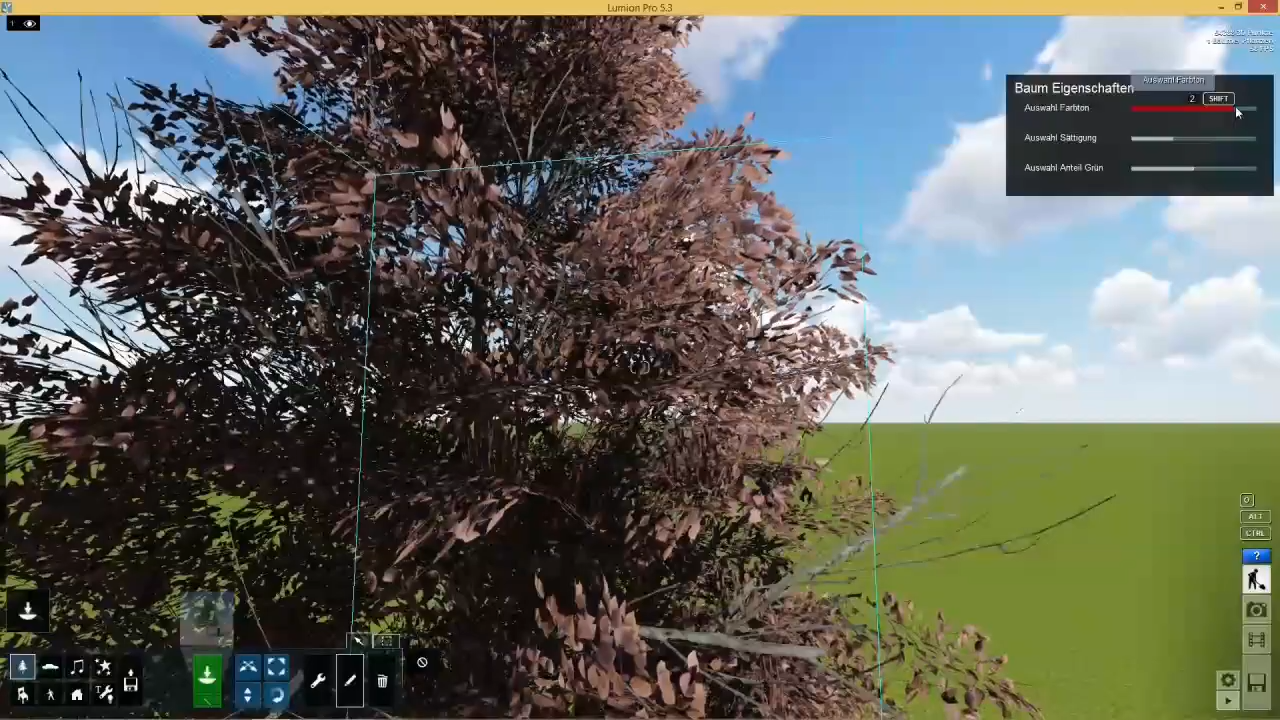 Lumion Pro 5.3
1
Auswahl Farbton
Baum Eigenschaften
2 SHIFT
Auswahl Farbton
Auswahl Sättigung
Auswahl Anteil Grün
O
ALT
CTRL
?